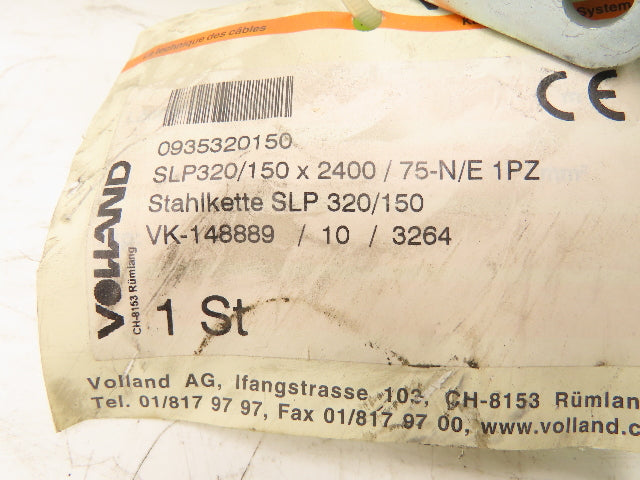 System
technique des câbles
CE
0935320150
SLP320/150 x 2400 / 75-N/E 1PZ
Stahlkette SLP 320/150
VK-148889 / 10 / 3264
VOLLAND
CH-8153 Rümlang
1 St
Volland AG, Ifangstrasse 103, CH-8153 Rümlan
Tel. 01/817 97 97, Fax 01/817 97 00, www.volland.c